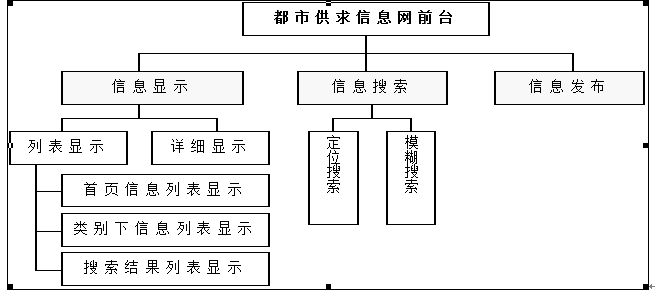 都市供求信息网前台
信息显示
信息搜索
信息发布
列表显示
详细显示
定位搜索
模糊搜索
首页信息列表显示
类别下信息列表显示
搜索结果列表显示